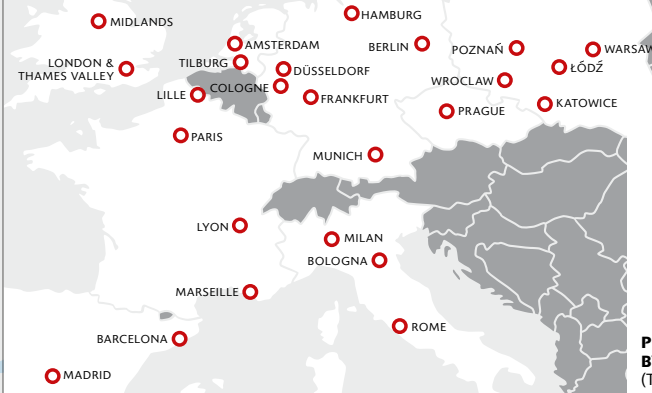 MIDLANDS
HAMBURG
AMSTERDAM
BERLIN
POZNAŃ
WARSAW
LONDON &
THAMES VALLEY
TILBURG
DÜSSELDORF
ŁÓDŹ
WROCLAW
LILLE
COLOGNE
FRANKFURT
PRAGUE
KATOWICE
PARIS
MUNICH
LYON
MILAN
BOLOGNA
MARSEILLE
ROME
BARCELONA
MADRID
P
B
(T